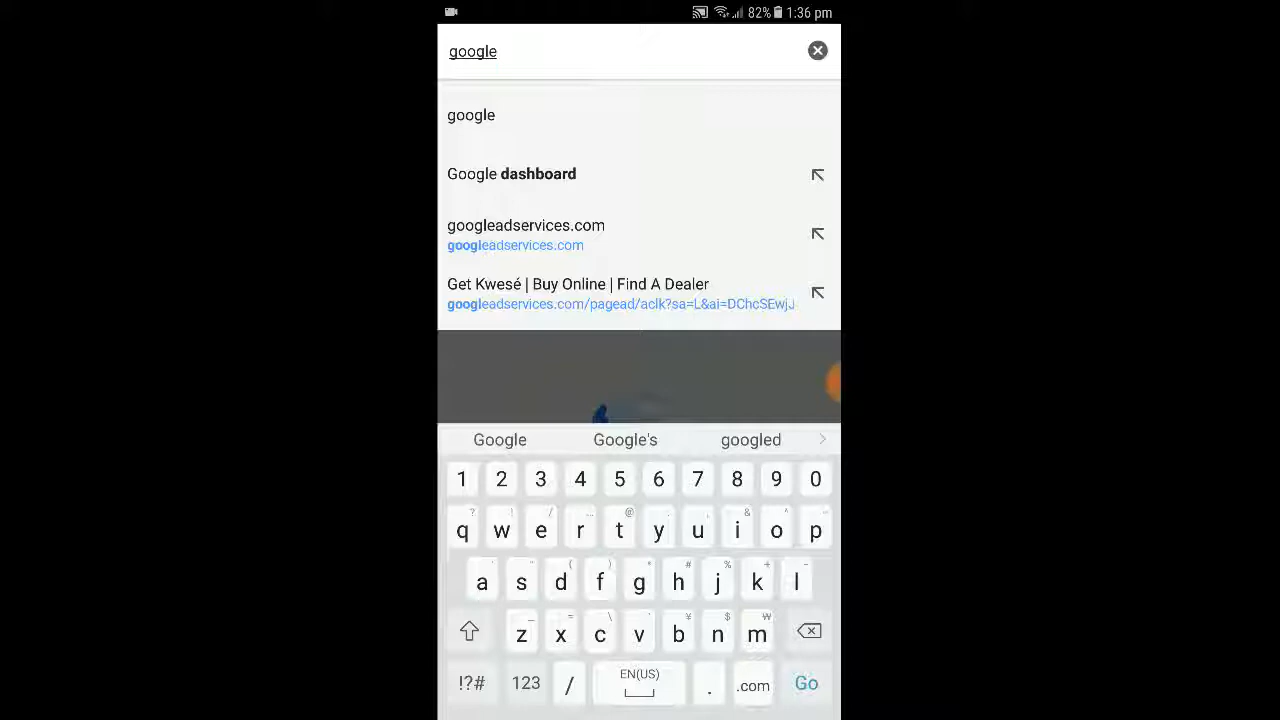 82% 1:36 pm
google
google
Google dashboard
googleadservices.com
googleadservices.com
Get Kwesé | Buy Online | Find A Dealer
googleadservices.com/pagead/aclk?sa=L&ai=DChcSEwjJ
Google Google's googled
1 2 3 4 5 6 7 8 9 0
q w e r t y u i o p
a s d f g h j k l
z x c v b n m
!?# 123 / EN(US) . .com Go